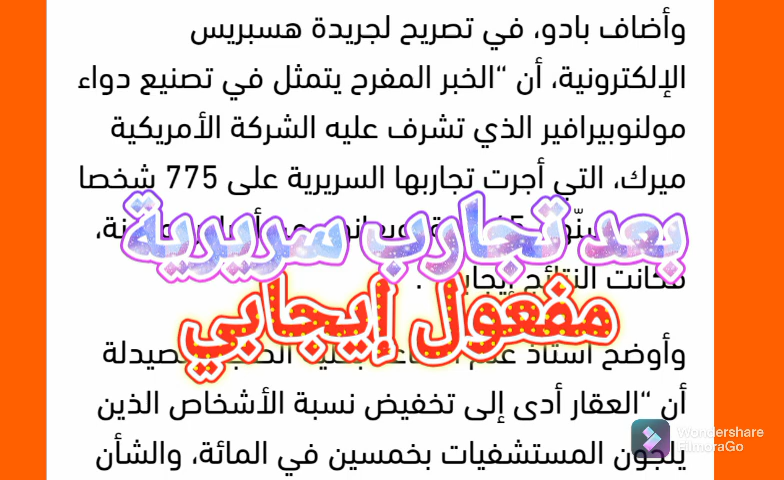 وأضاف بادو، في تصريح لجريدة هسبريس
الإلكترونية، أن “الخبر المفرح يتمثل في تصنيع دواء
مولنوبيرافير الذي تشرف عليه الشركة الأمريكية
ميرك، التي أجرت تجاربها السريرية على 775 شخصا
بعد تجارب سريرية
فكانت النتائج
مفعول إيجابي
وأوضح أستاذ
أن “العقار أدى إلى تخفيض نسبة الأشخاص الذين
يلجون المستشفيات بخمسين في المائة، والشأن
Wondershare
FilmoraGo